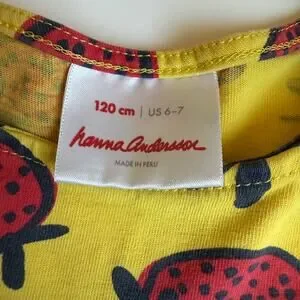 120 cm | US 6-7
hanna andersson
MADE IN PERU